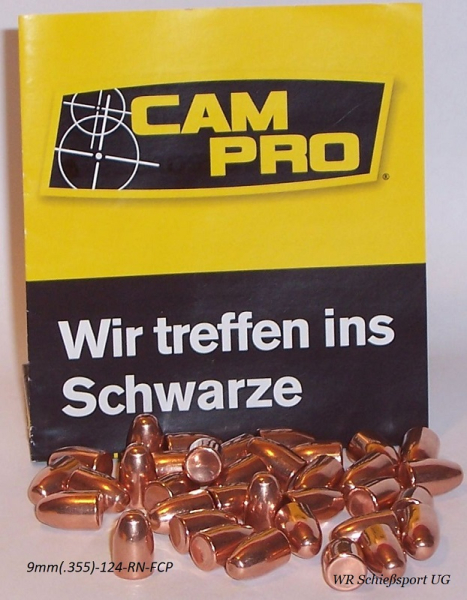 CAM
PRO
®
Wir treffen ins
Schwarze
9mm(.355)-124-RN-FCP
WR Schießsport UG